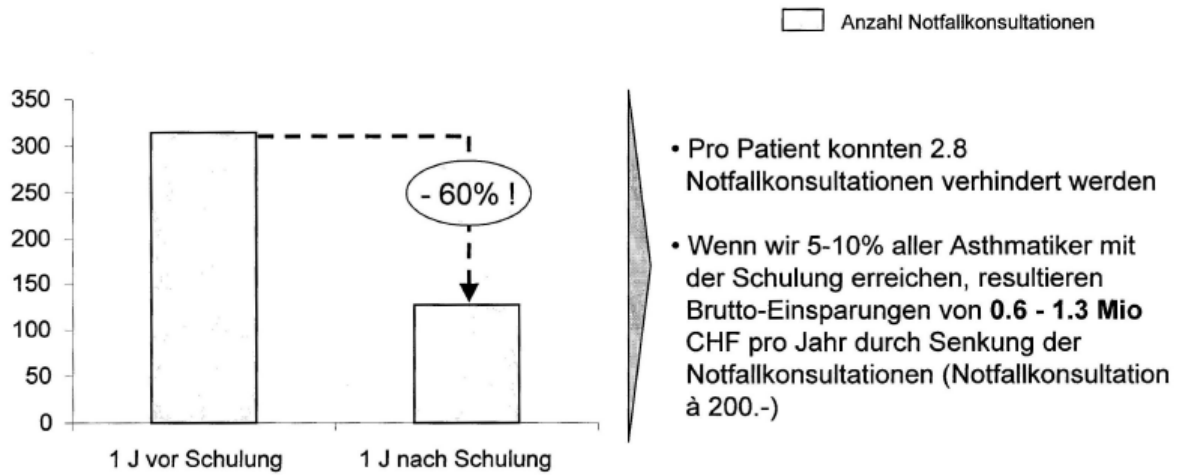 Anzahl Notfallkonsultationen
350
300
250
200
150
100
50
0
- 60% !
1 J vor Schulung
1 J nach Schulung
• Pro Patient konnten 2.8
Notfallkonsultationen verhindert werden
• Wenn wir 5-10% aller Asthmatiker mit
der Schulung erreichen, resultieren
Brutto-Einsparungen von 0.6 - 1.3 Mio
CHF pro Jahr durch Senkung der
Notfallkonsultationen (Notfallkonsultation
à 200.-)